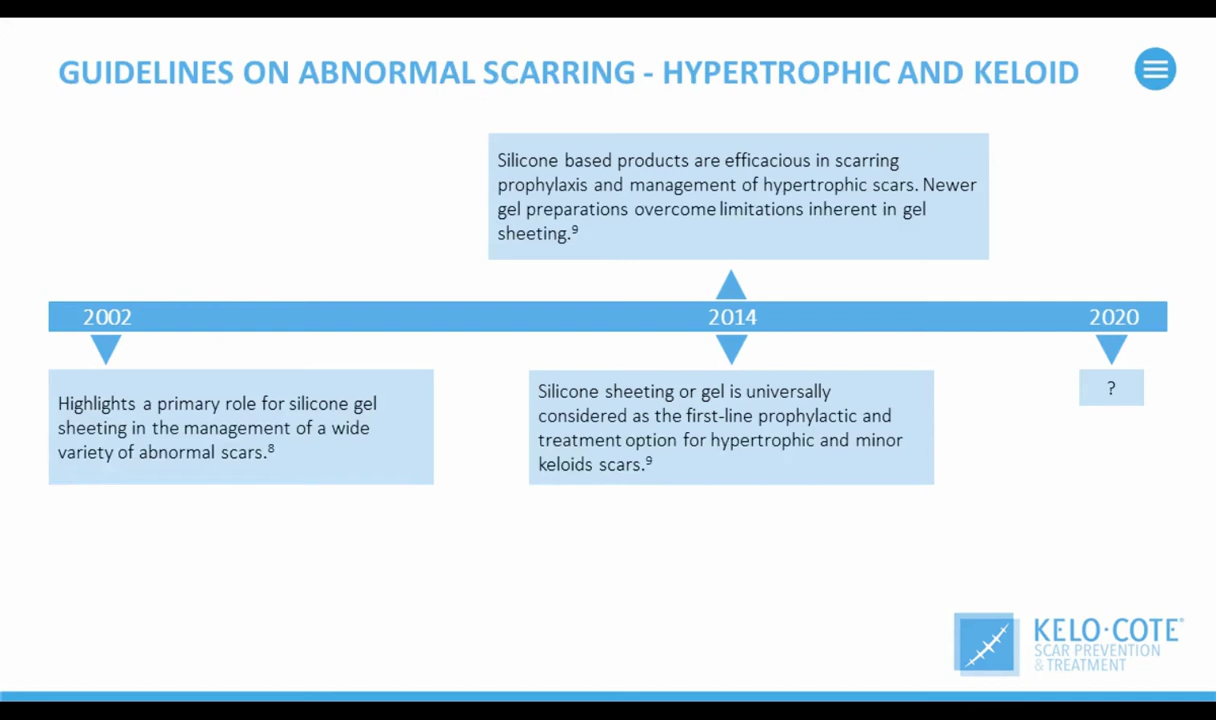 GUIDELINES ON ABNORMAL SCARRING - HYPERTROPHIC AND KELOID
Silicone based products are efficacious in scarring
prophylaxis and management of hypertrophic scars. Newer
gel preparations overcome limitations inherent in gel
sheeting.⁹
2002
2014
2020
Highlights a primary role for silicone gel
sheeting in the management of a wide
variety of abnormal scars.⁸
Silicone sheeting or gel is universally
considered as the first-line prophylactic and
treatment option for hypertrophic and minor
keloids scars.⁹
?
KELO·COTE®
SCAR PREVENTION
& TREATMENT